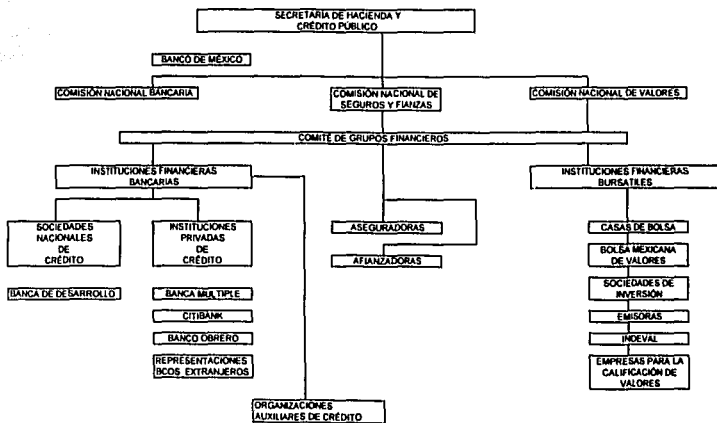 SECRETARÍA DE HACIENDA Y
CRÉDITO PÚBLICO
BANCO DE MÉXICO
COMISIÓN NACIONAL BANCARIA
COMISIÓN NACIONAL DE
SEGUROS Y FIANZAS
COMISIÓN NACIONAL DE VALORES
COMITÉ DE GRUPOS FINANCIEROS
INSTITUCIONES FINANCIERAS
BANCARIAS
INSTITUCIONES FINANCIERAS
BURSATILES
SOCIEDADES
NACIONALES
DE
CRÉDITO
INSTITUCIONES
PRIVADAS
DE
CRÉDITO
ASEGURADORAS
AFIANZADORAS
CASAS DE BOLSA
BOLSA MEXICANA
DE VALORES
SOCIEDADES DE
INVERSIÓN
EMISORAS
INDEVAL
EMPRESAS PARA LA
CALIFICACIÓN DE
VALORES
BANCA DE DESARROLLO
BANCA MULTIPLE
CITIBANK
BANCO OBRERO
REPRESENTACIONES
BCOS. EXTRANJEROS
ORGANIZACIONES
AUXILIARES DE CRÉDITO